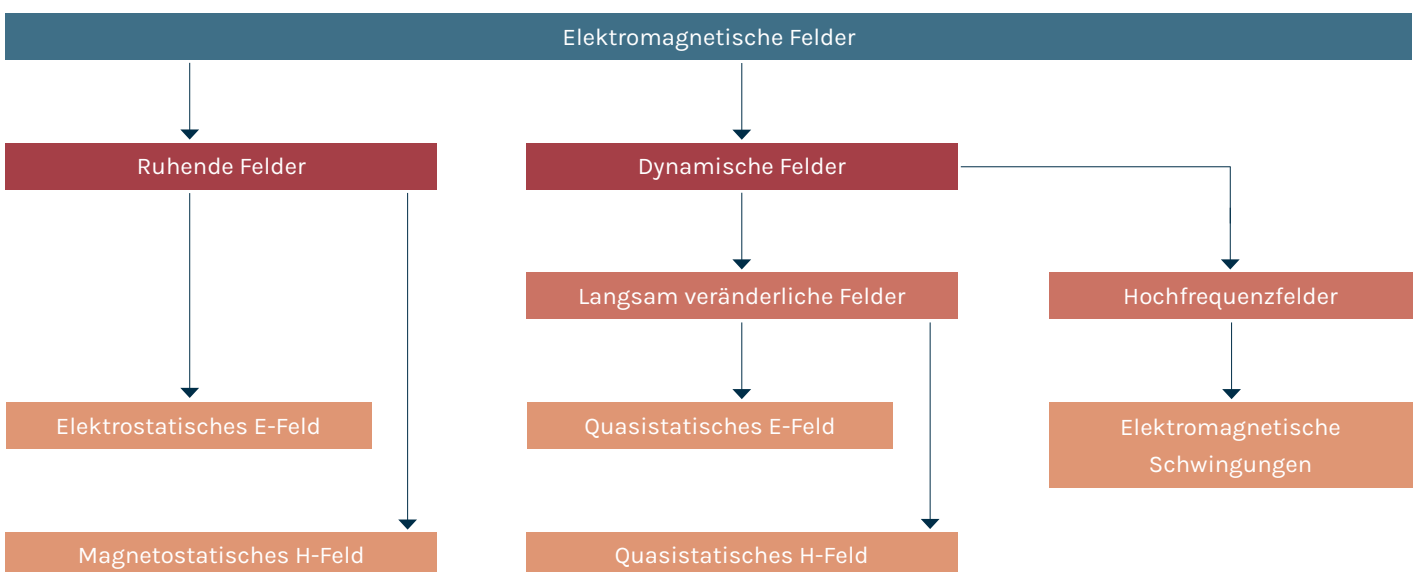 Elektromagnetische Felder
Ruhende Felder
Dynamische Felder
Langsam veränderliche Felder
Hochfrequenzfelder
Elektrostatisches E-Feld
Quasistatisches E-Feld
Elektromagnetische
Schwingungen
Magnetostatisches H-Feld
Quasistatisches H-Feld